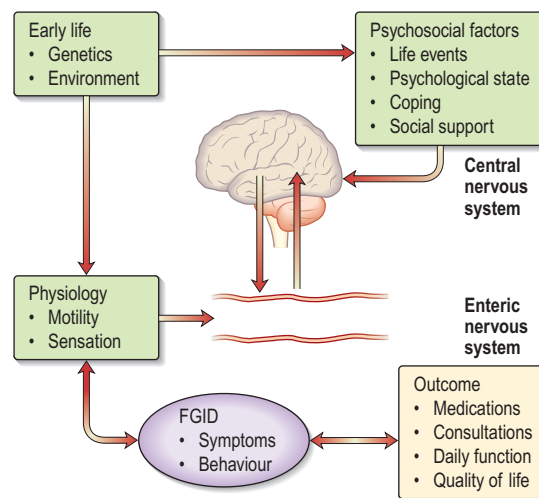 Early life
• Genetics
• Environment
Psychosocial factors
• Life events
• Psychological state
• Coping
• Social support
Central
nervous
system
Physiology
• Motility
• Sensation
Enteric
nervous
system
FGID
• Symptoms
• Behaviour
Outcome
• Medications
• Consultations
• Daily function
• Quality of life